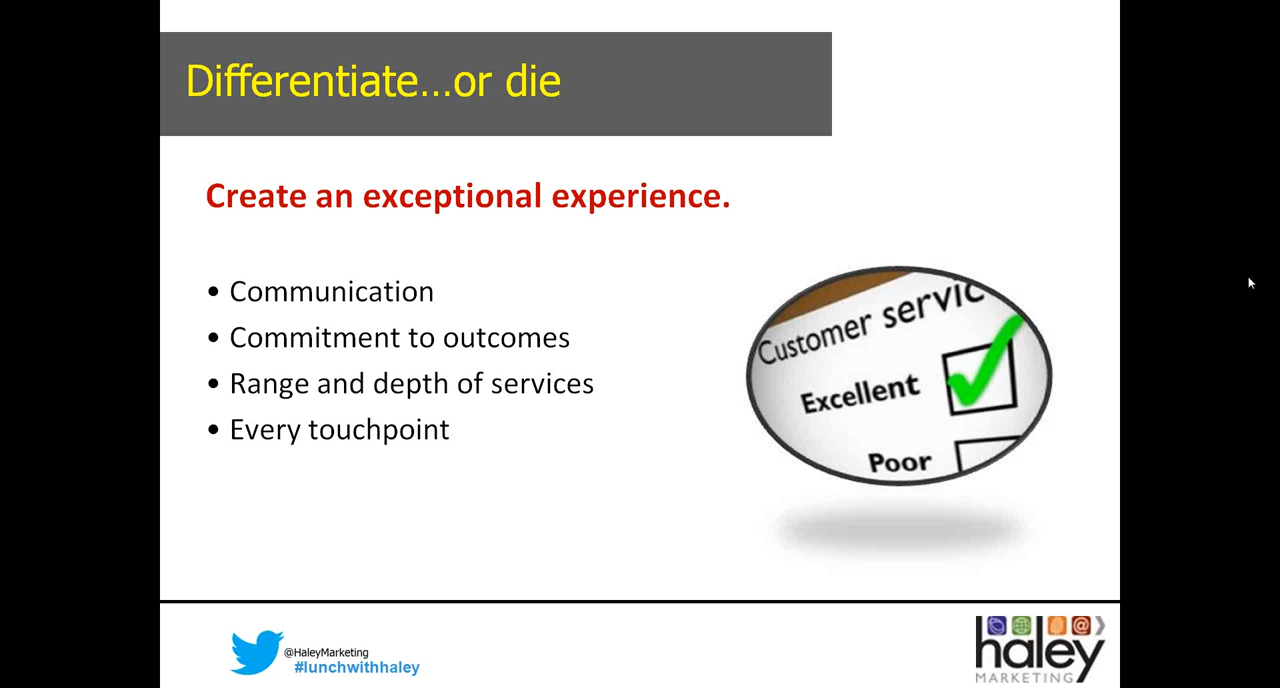 Differentiate...or die
Create an exceptional experience.
• Communication
• Commitment to outcomes
• Range and depth of services
• Every touchpoint
Customer servic
Excellent
Poor
@HaleyMarketing
#lunchwithhaley
haley
MARKETING